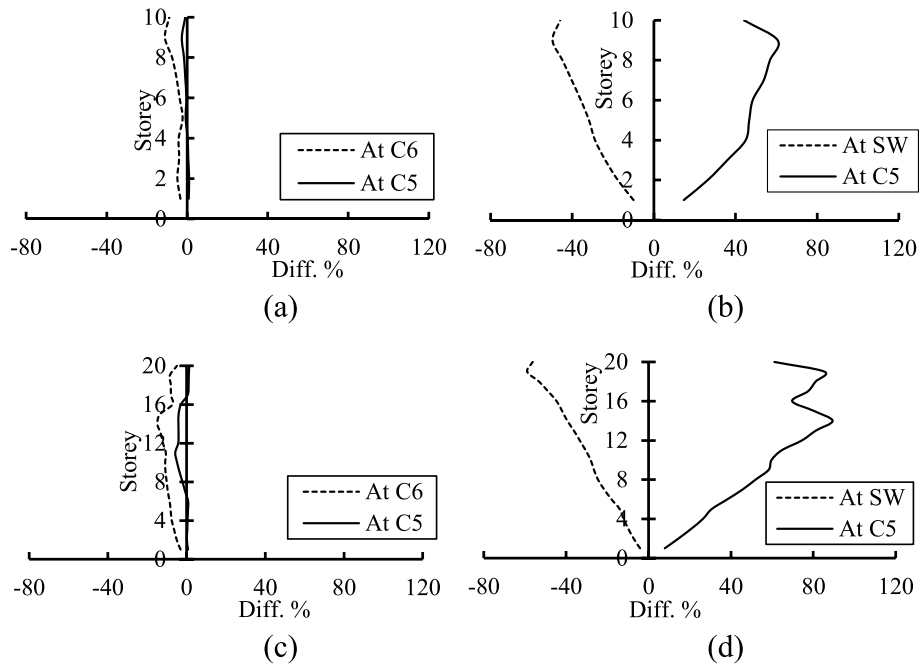 10
8
6
4
2
0
Storey
At C6
At C5
-80 -40 0 40 80 120
Diff. %
(a)
10
8
6
4
2
0
Storey
At SW
At C5
-80 -40 0 40 80 120
Diff. %
(b)
20
16
12
8
4
0
Storey
At C6
At C5
-80 -40 0 40 80 120
Diff. %
(c)
20
16
12
8
4
0
Storey
At SW
At C5
-80 -40 0 40 80 120
Diff. %
(d)